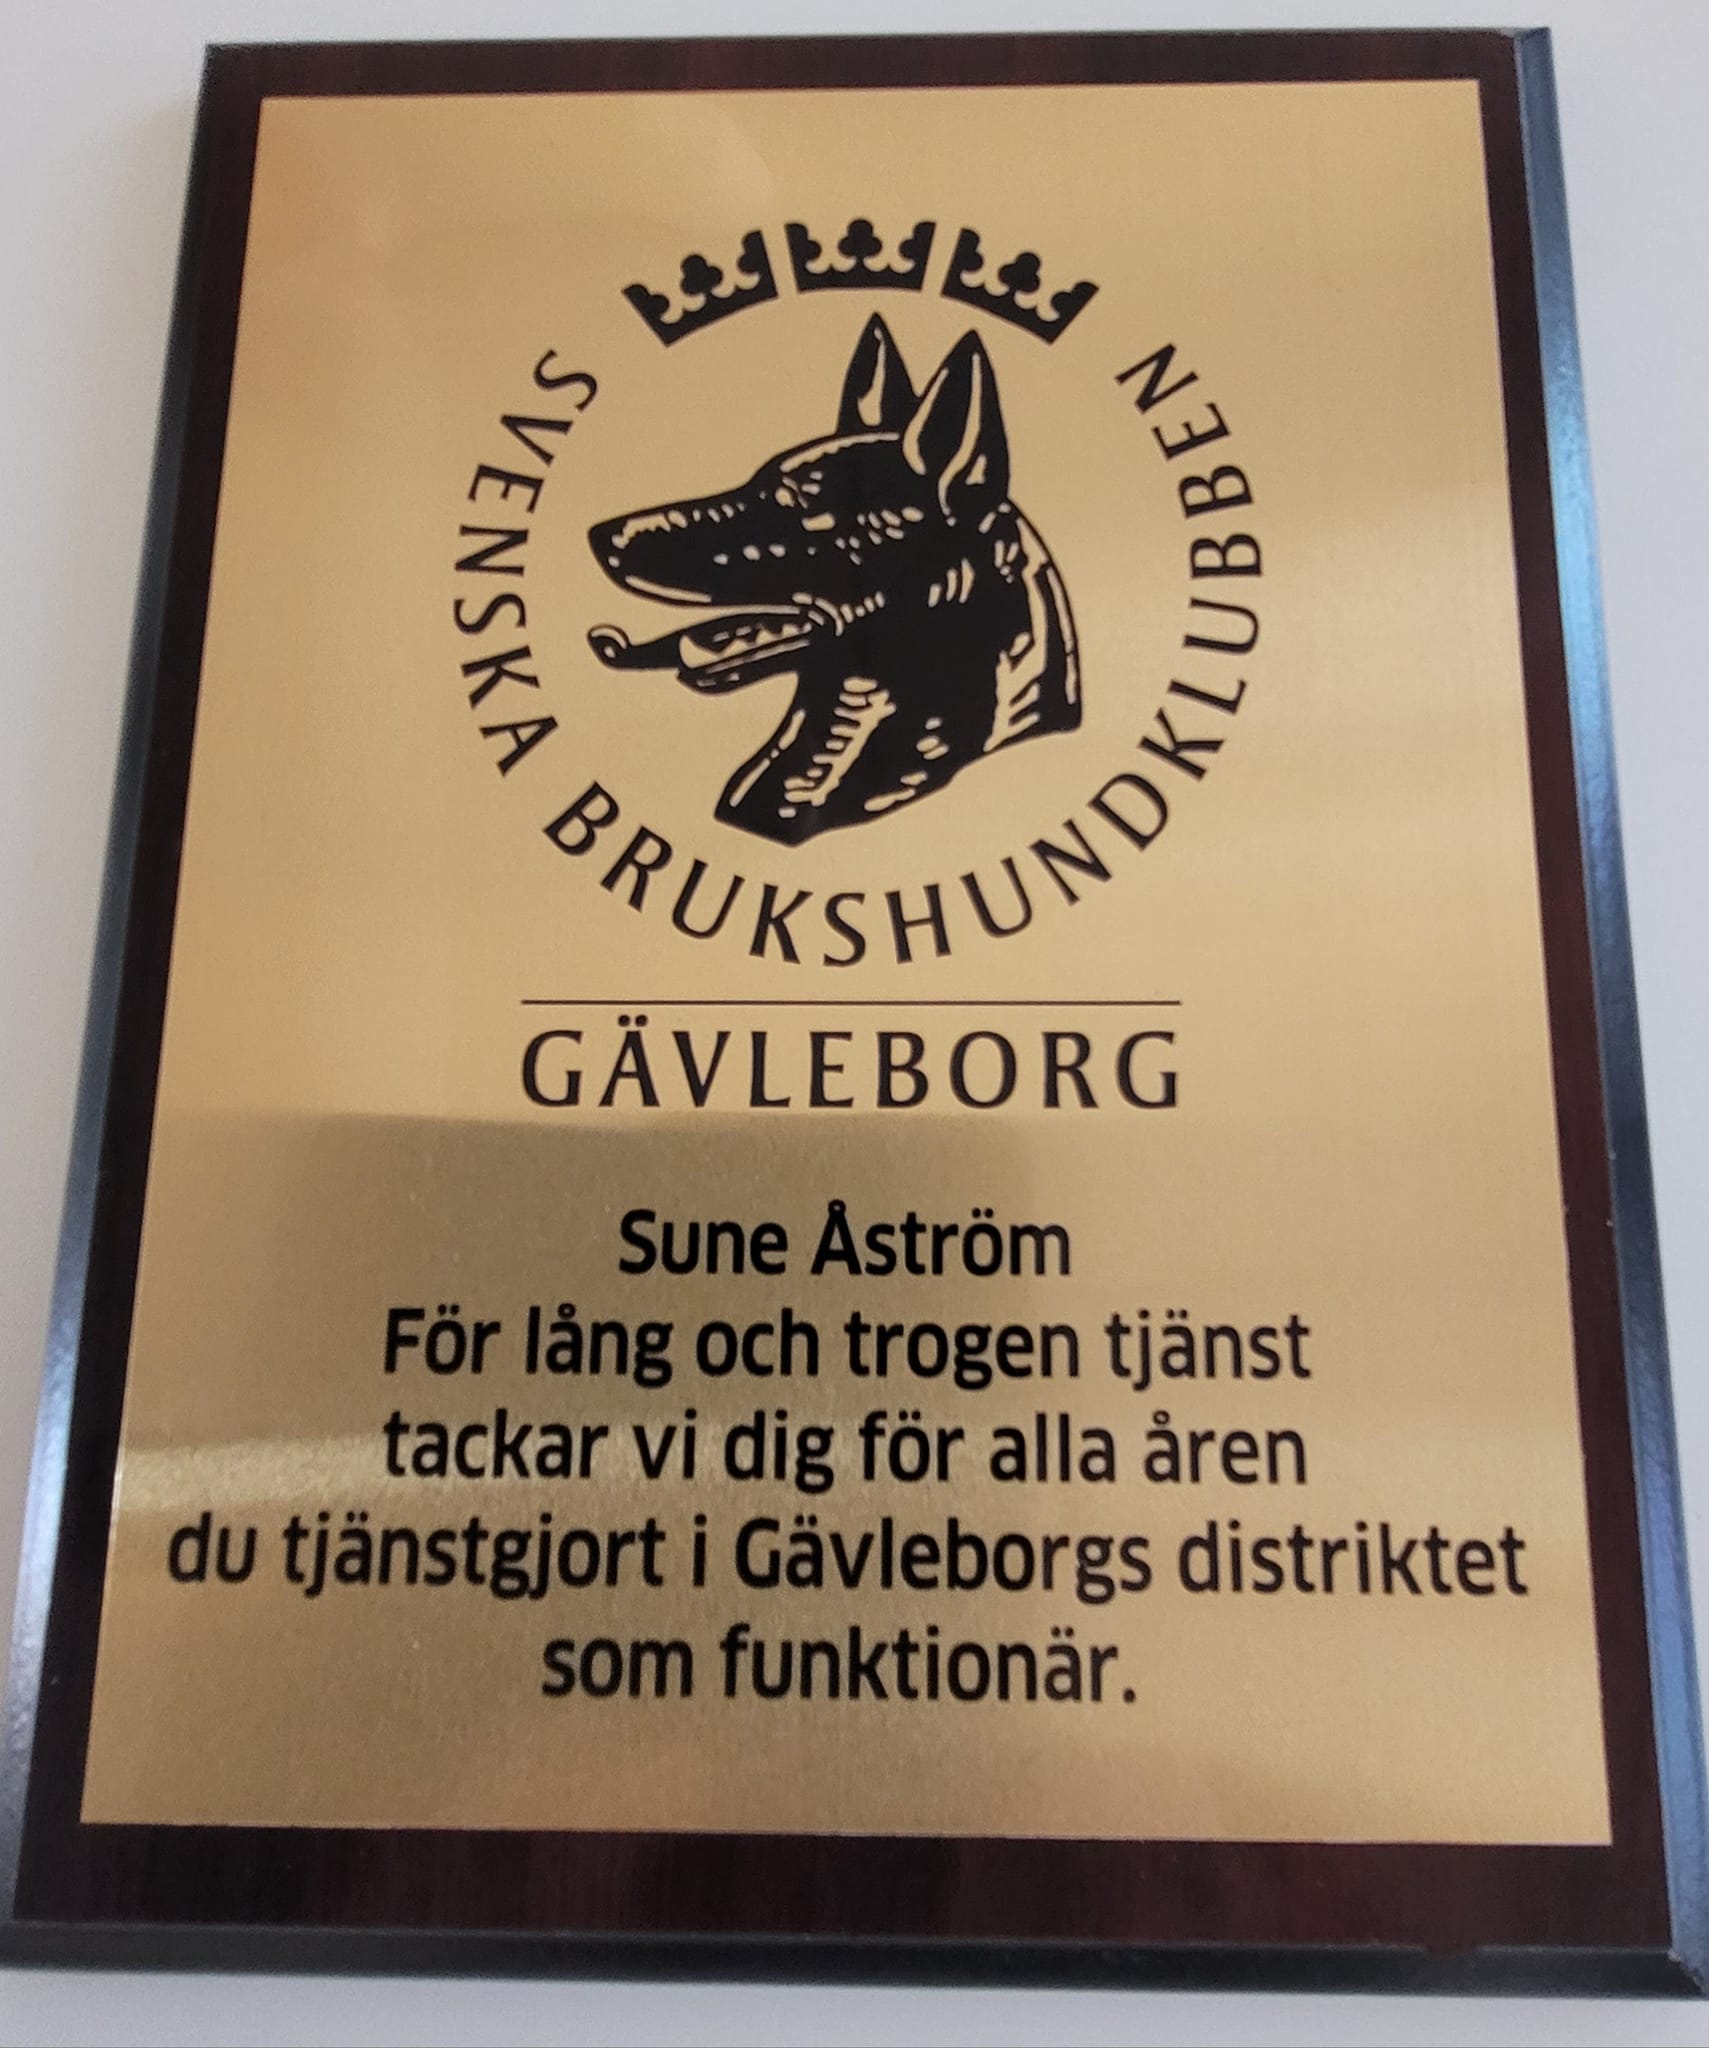 SVENSKA BRUKSHUNDKLUBBEN
GÄVLEBORG
Sune Åström
För lång och trogen tjänst
tackar vi dig för alla åren
du tjänstgjort i Gävleborgs distriktet
som funktionär.